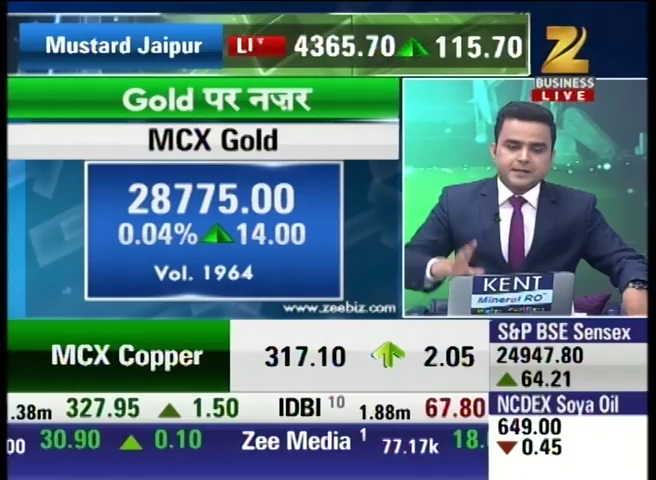 Mustard Jaipur LIV 4365.70 115.70
Z
BUSINESS
LIVE
Gold पर नज़र
MCX Gold
28775.00
0.04% 14.00
Vol. 1964
www.zeebiz.com
KENT
Mineral RO
Water Purifiers
MCX Copper 317.10 2.05
S&P BSE Sensex
24947.80
64.21
.38m 327.95 1.50 IDBI 10 1.88m 67.80
NCDEX Soya Oil
649.00
0.45
00 30.90 0.10 Zee Media 1 77.17k 18.